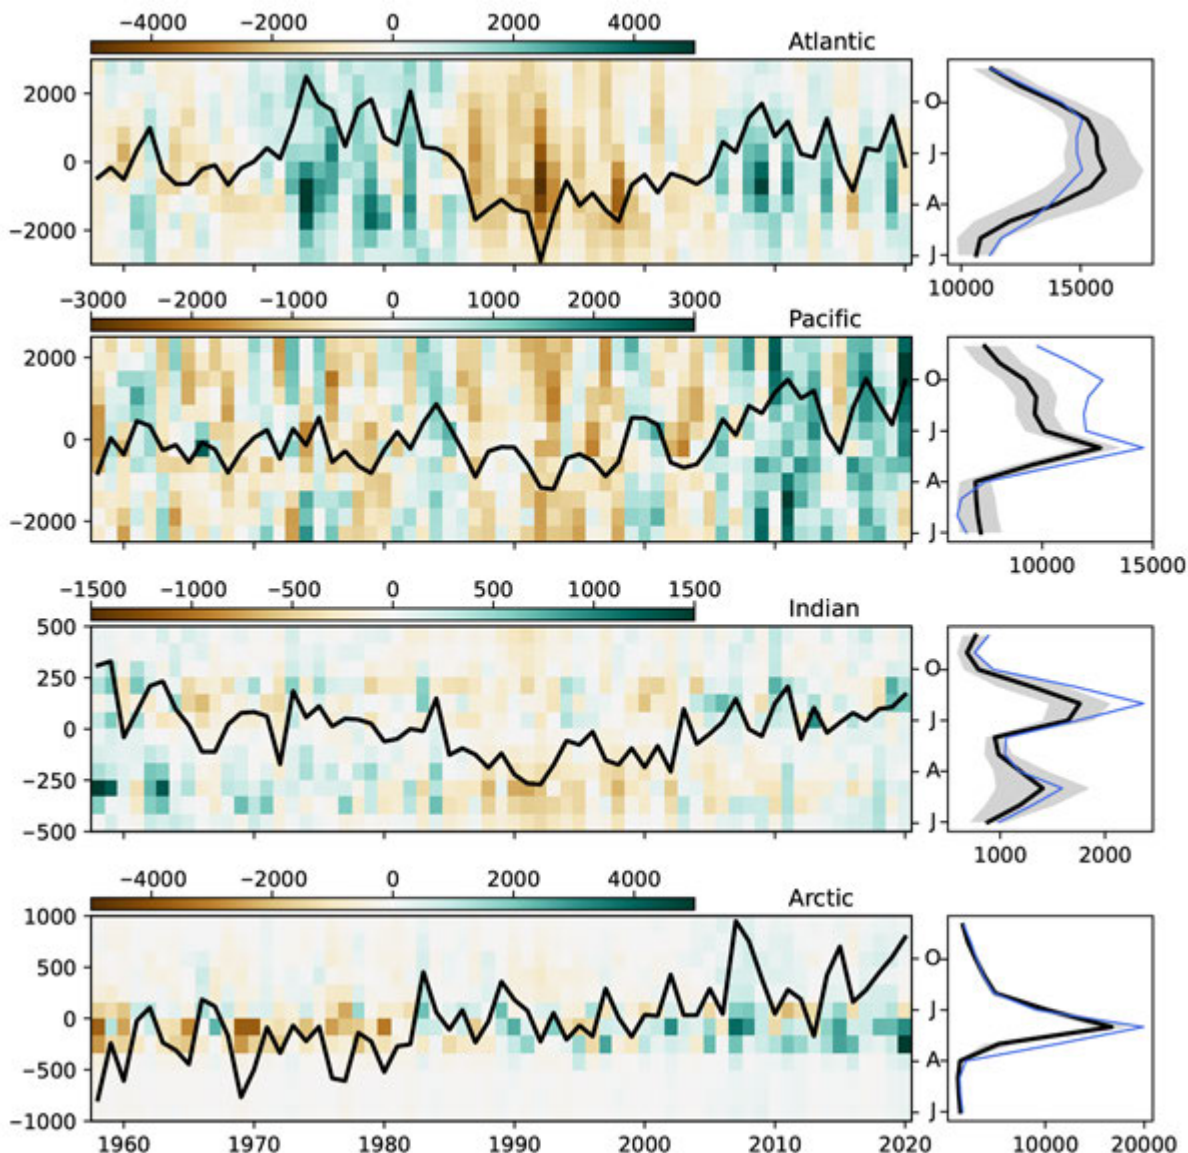 −4000 −2000 0 2000 4000 Atlantic
2000
0
−2000
O
J
A
J
10000 15000
−3000 −2000 −1000 0 1000 2000 3000 Pacific
2000
0
−2000
O
J
A
J
10000 15000
−1500 −1000 −500 0 500 1000 1500 Indian
500
250
0
−250
−500
O
J
A
J
1000 2000
−4000 −2000 0 2000 4000 Arctic
1000
500
0
−500
−1000
O
J
A
J
1960 1970 1980 1990 2000 2010 2020 10000 20000